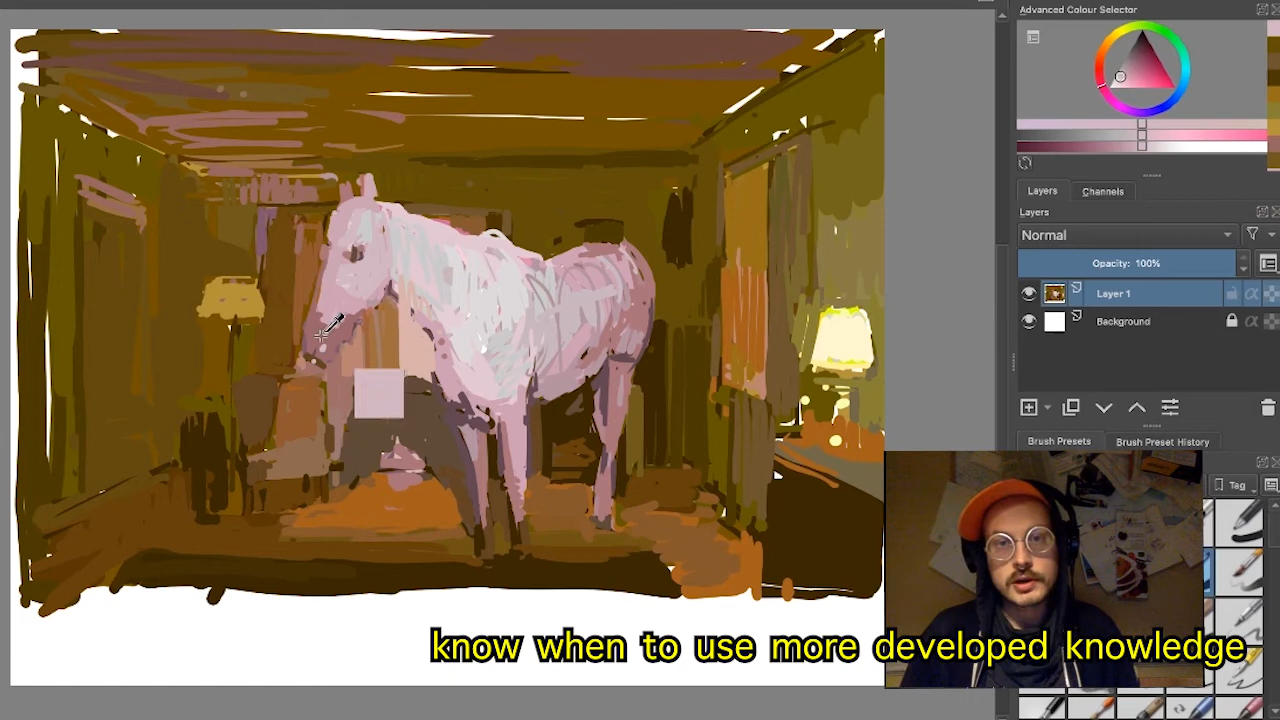 Advanced Colour Selector
Layers
Channels
Layers
Normal
Opacity: 100%
Layer 1
Background
Brush Presets
Brush Preset History
Tag
know when to use more developed knowledge